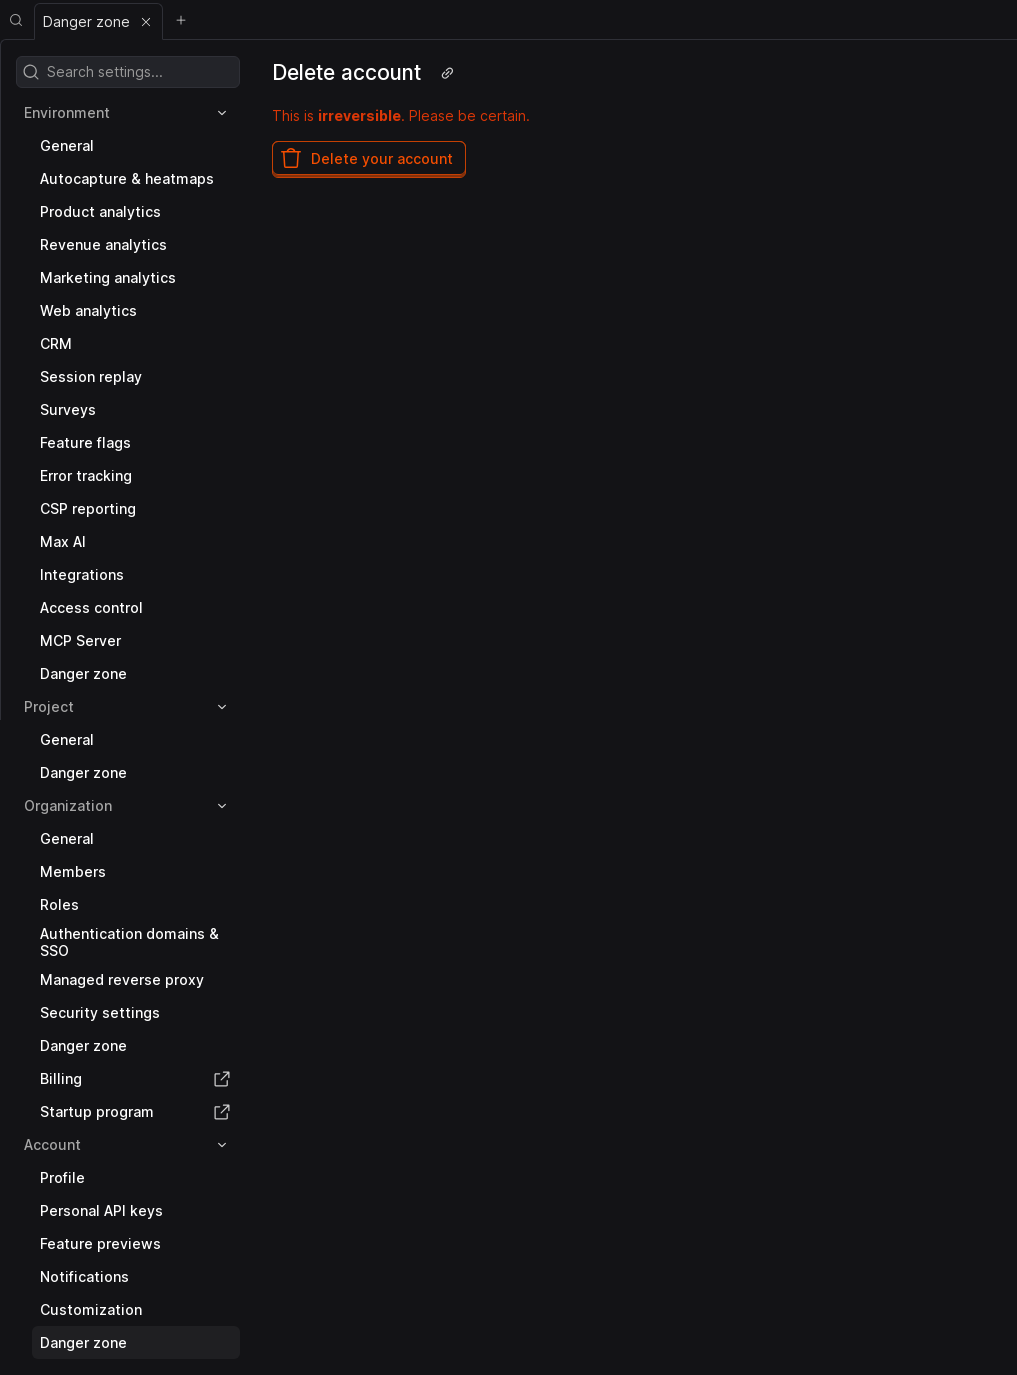 Danger zone
Search settings...
Environment
General
Autocapture & heatmaps
Product analytics
Revenue analytics
Marketing analytics
Web analytics
CRM
Session replay
Surveys
Feature flags
Error tracking
CSP reporting
Max AI
Integrations
Access control
MCP Server
Danger zone
Project
General
Danger zone
Organization
General
Members
Roles
Authentication domains &
SSO
Managed reverse proxy
Security settings
Danger zone
Billing
Startup program
Account
Profile
Personal API keys
Feature previews
Notifications
Customization
Danger zone
Delete account
This is irreversible. Please be certain.
Delete your account